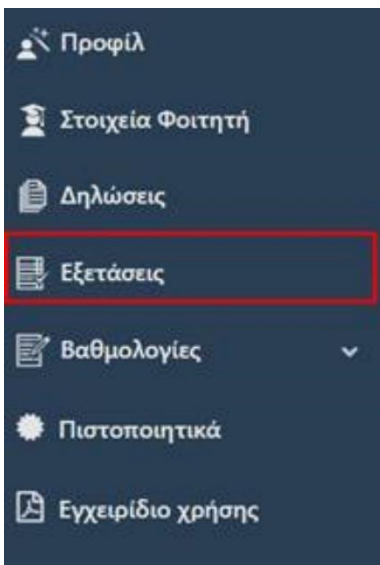 Προφίλ
Στοιχεία Φοιτητή
Δηλώσεις
Εξετάσεις
Βαθμολογίες
Πιστοποιητικά
Εγχειρίδιο χρήσης